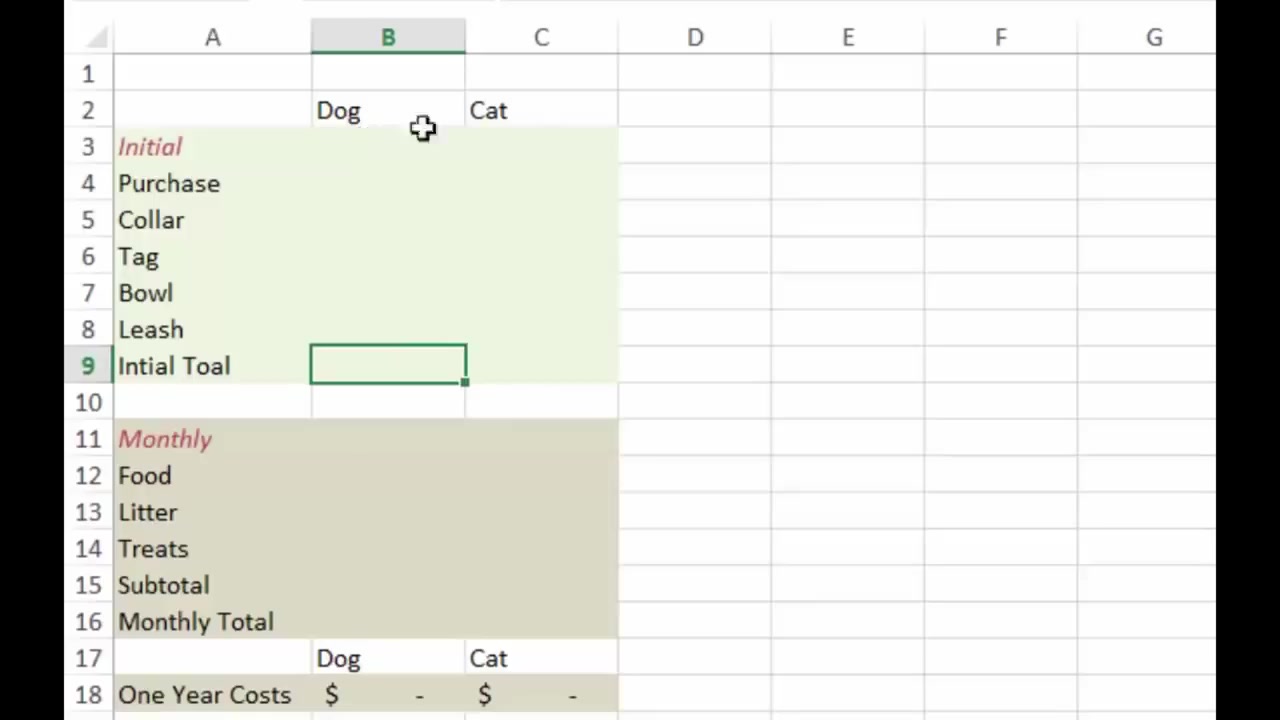 A B C D E F G
1
2 Dog Cat
3 Initial
4 Purchase
5 Collar
6 Tag
7 Bowl
8 Leash
9 Intial Toal
10
11 Monthly
12 Food
13 Litter
14 Treats
15 Subtotal
16 Monthly Total
17 Dog Cat
18 One Year Costs $ - $ -